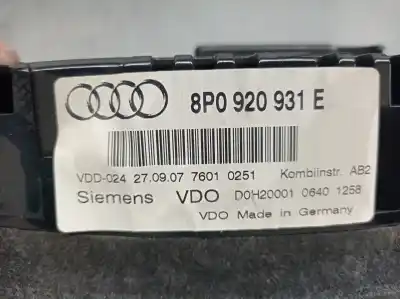 8P0 920 931 E
VDD-024 27.09.07 7601 0251 Kombiinstr. AB2
Siemens VDO D0H20001 0640 1258
VDO Made in Germany